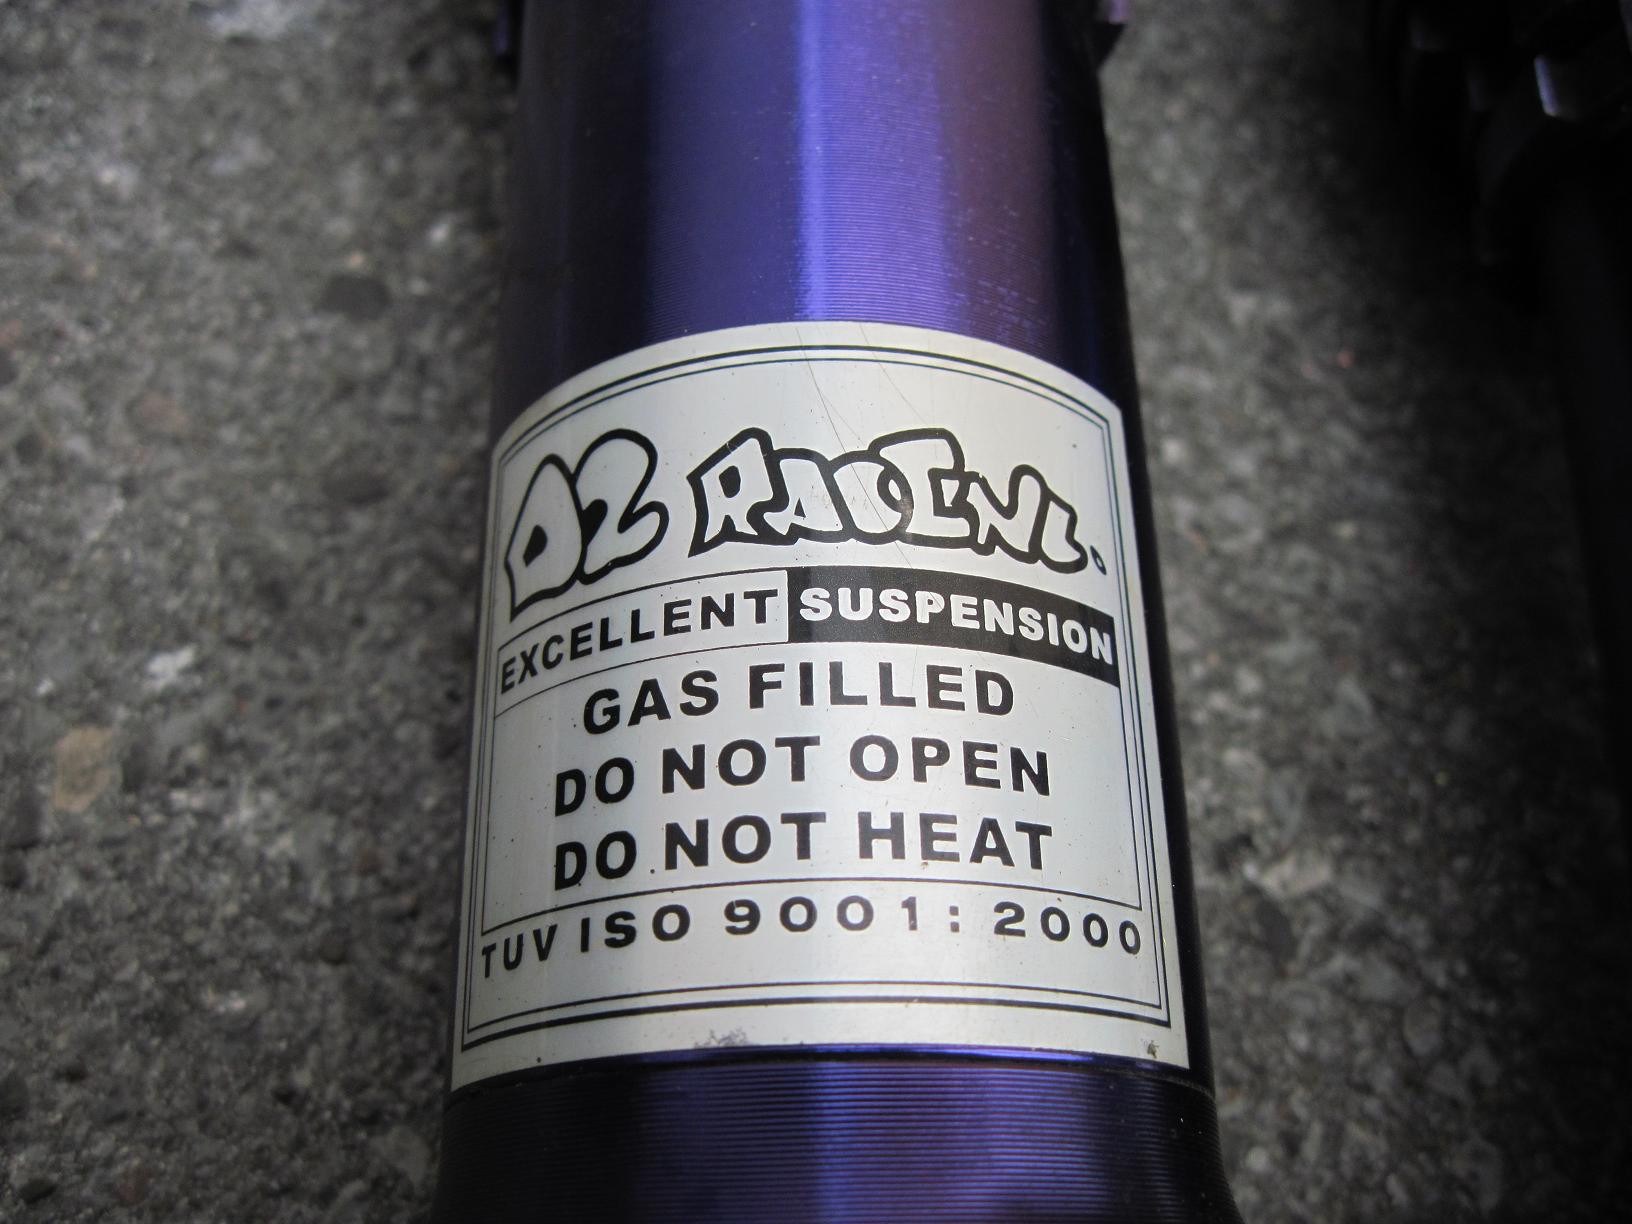 D2 RACING.
EXCELLENT SUSPENSION
GAS FILLED
DO NOT OPEN
DO NOT HEAT
TUV ISO 9001: 2000